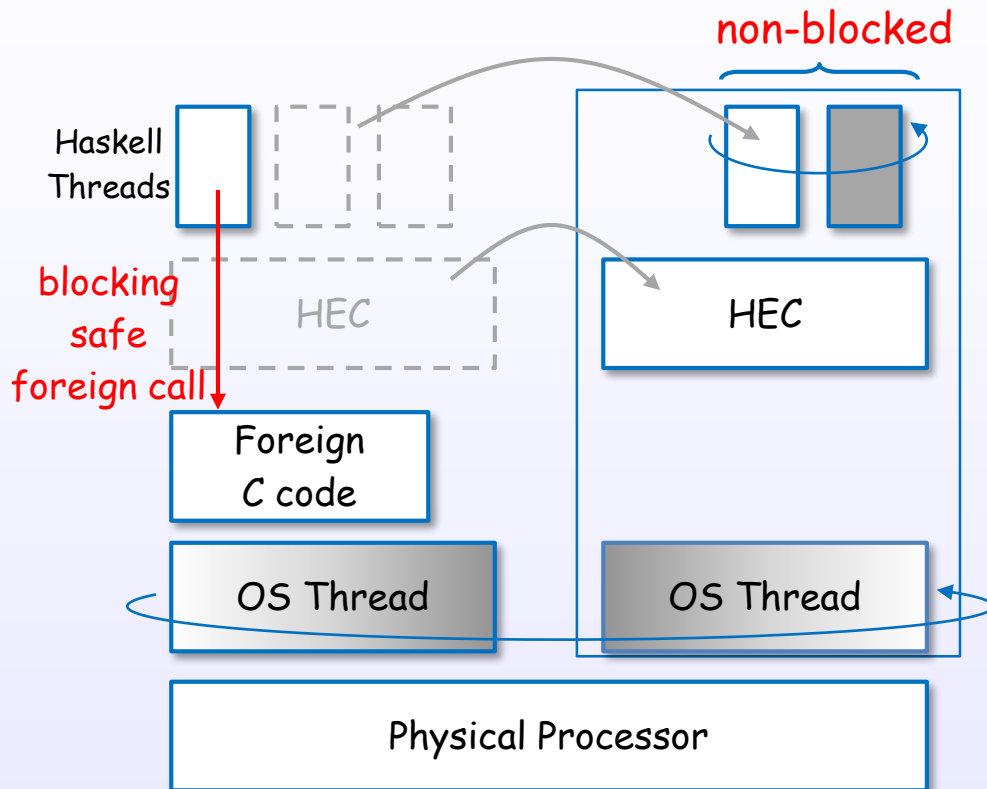 non-blocked
Haskell
Threads
blocking
safe
foreign call
HEC
HEC
Foreign
C code
OS Thread
OS Thread
Physical Processor